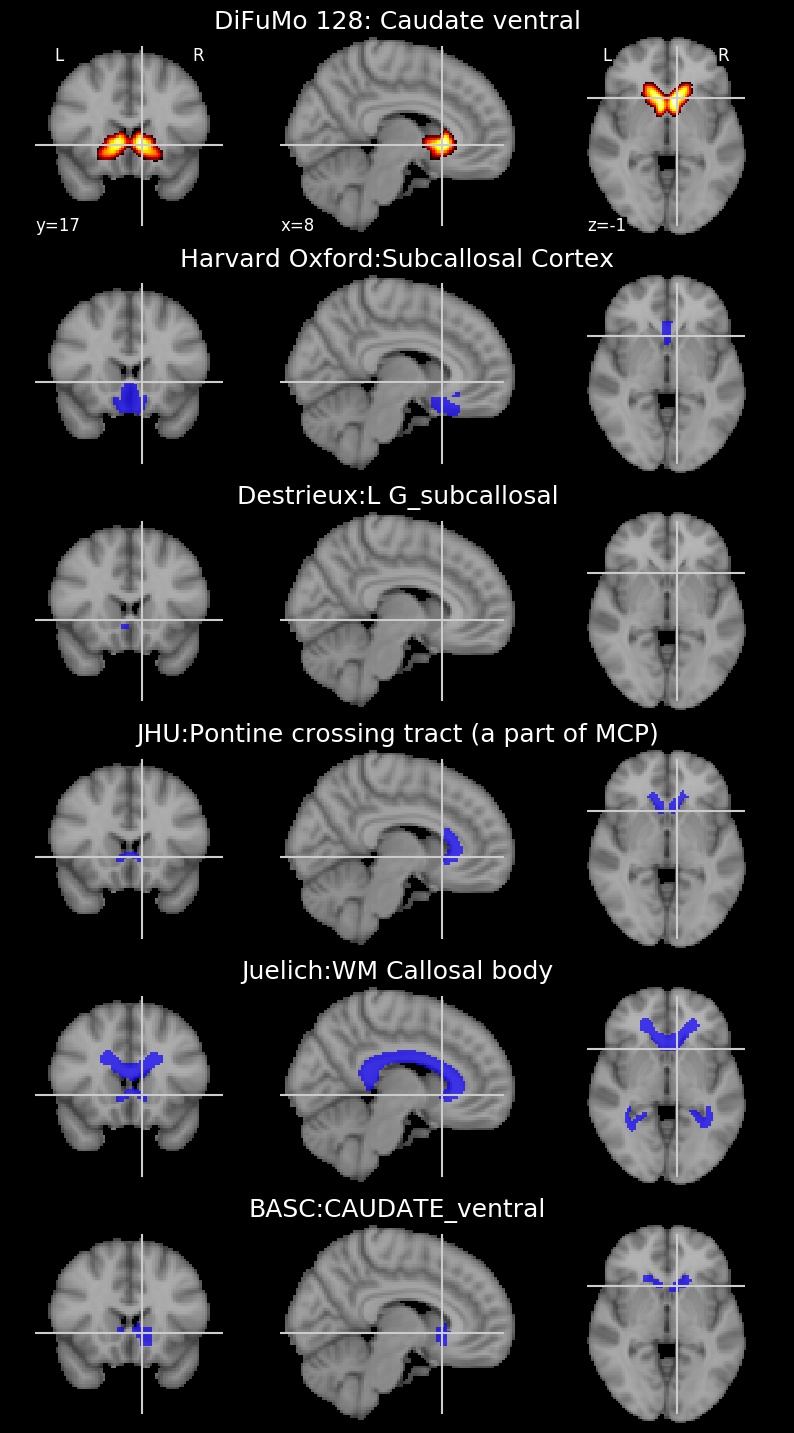 DiFuMo 128: Caudate ventral
L R L R
y=17 x=8 z=-1
Harvard Oxford:Subcallosal Cortex
Destrieux:L G_subcallosal
JHU:Pontine crossing tract (a part of MCP)
Juelich:WM Callosal body
BASC:CAUDATE_ventral